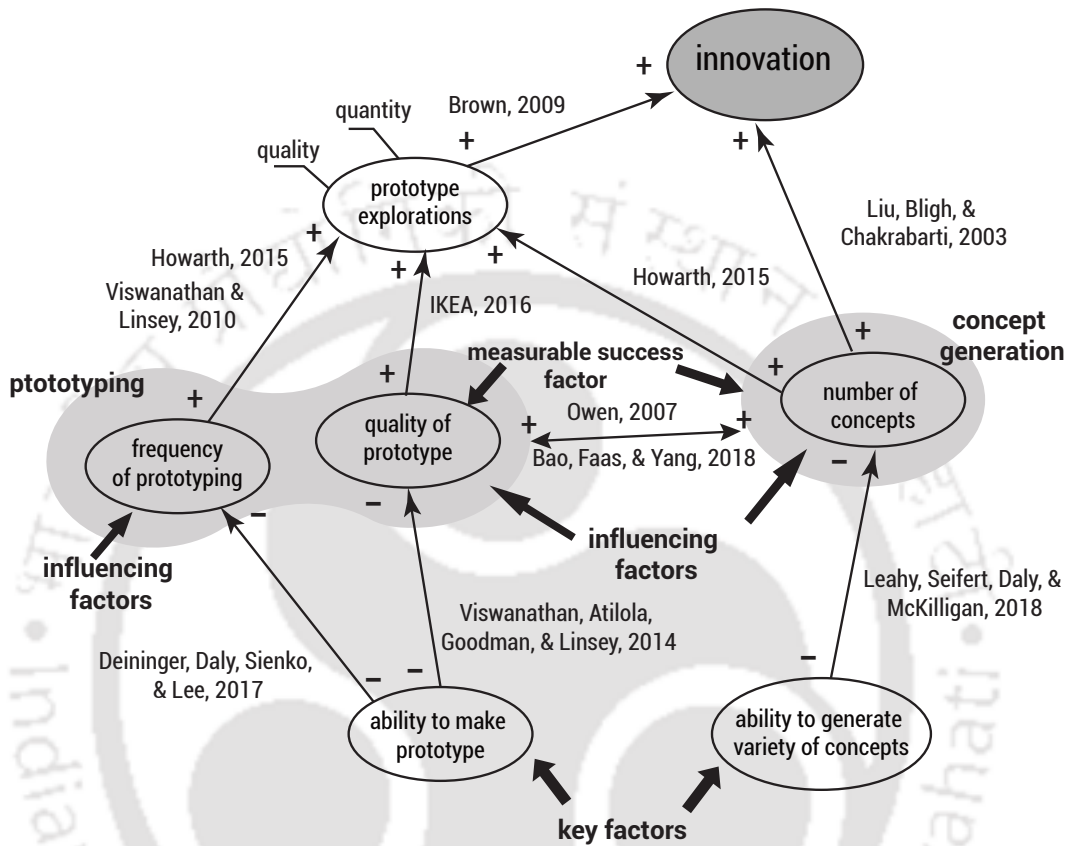 innovation
+
Brown, 2009
quantity
+
+
quality
prototype
explorations
Liu, Bligh, &
Chakrabarti, 2003
+
Howarth, 2015
+
+
Howarth, 2015
Viswanathan &
Linsey, 2010
IKEA, 2016
concept
generation
+
measurable success
factor
ptototyping
+
+
+
number of
concepts
frequency
of prototyping
quality of
prototype
+
Owen, 2007
+
Bao, Faas, & Yang, 2018
–
–
–
influencing
factors
influencing
factors
Leahy, Seifert, Daly, &
McKilligan, 2018
Viswanathan, Atilola,
Goodman, & Linsey, 2014
Deininger, Daly, Sienko,
& Lee, 2017
–
–
–
ability to make
prototype
ability to generate
variety of concepts
key factors
Indian